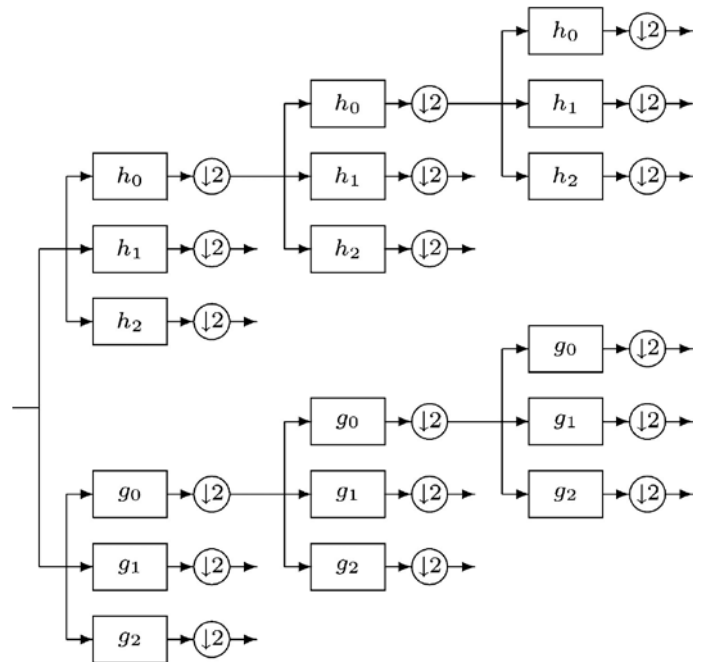 h₀ ↓2
h₀ ↓2 h₁ ↓2
h₀ ↓2 h₁ ↓2 h₂ ↓2
h₁ ↓2 h₂ ↓2
h₂ ↓2
g₀ ↓2
g₀ ↓2 g₁ ↓2
g₀ ↓2 g₁ ↓2 g₂ ↓2
g₁ ↓2 g₂ ↓2
g₂ ↓2